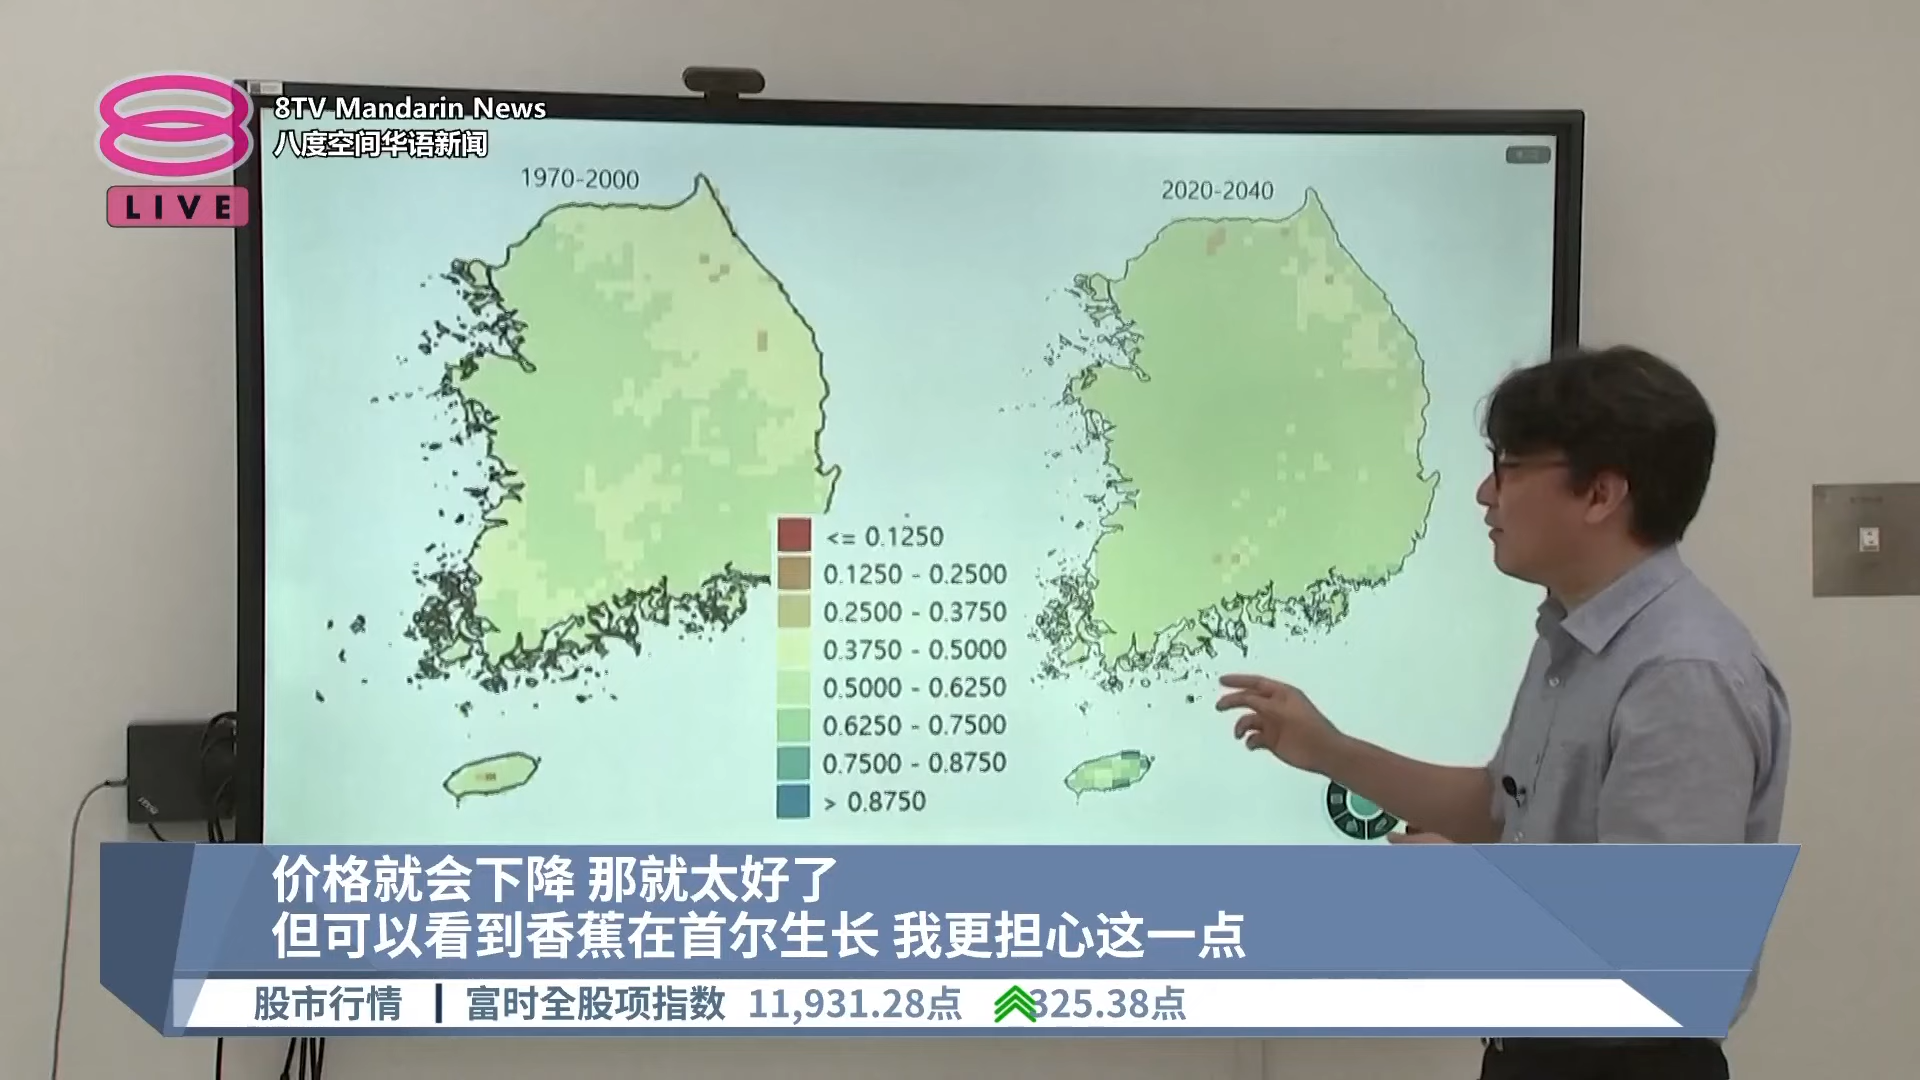 8TV Mandarin News
八度空间华语新闻
LIVE
1970-2000
2020-2040
<= 0.1250
0.1250 - 0.2500
0.2500 - 0.3750
0.3750 - 0.5000
0.5000 - 0.6250
0.6250 - 0.7500
0.7500 - 0.8750
> 0.8750
价格就会下降 那就太好了
但可以看到香蕉在首尔生长 我更担心这一点
股市行情 | 富时全股项指数 11,931.28点 325.38点